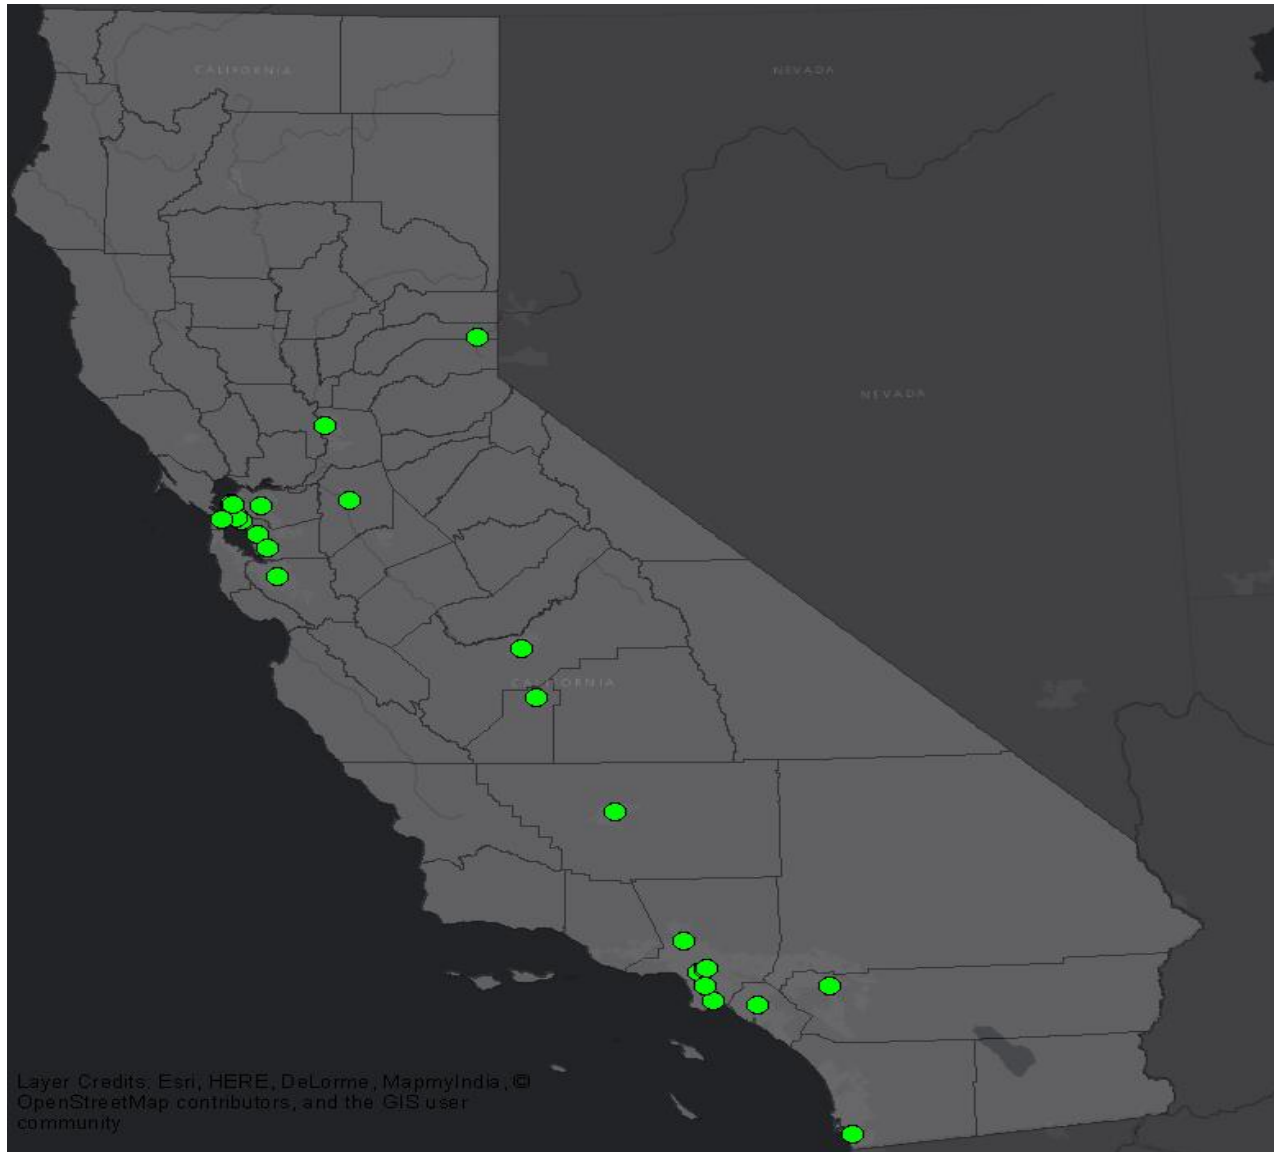 CALIFORNIA
NEVADA
NEVADA
CALIFORNIA
Layer Credits: Esri, HERE, DeLorme, MapmyIndia, ©
OpenStreetMap contributors, and the GIS user
community